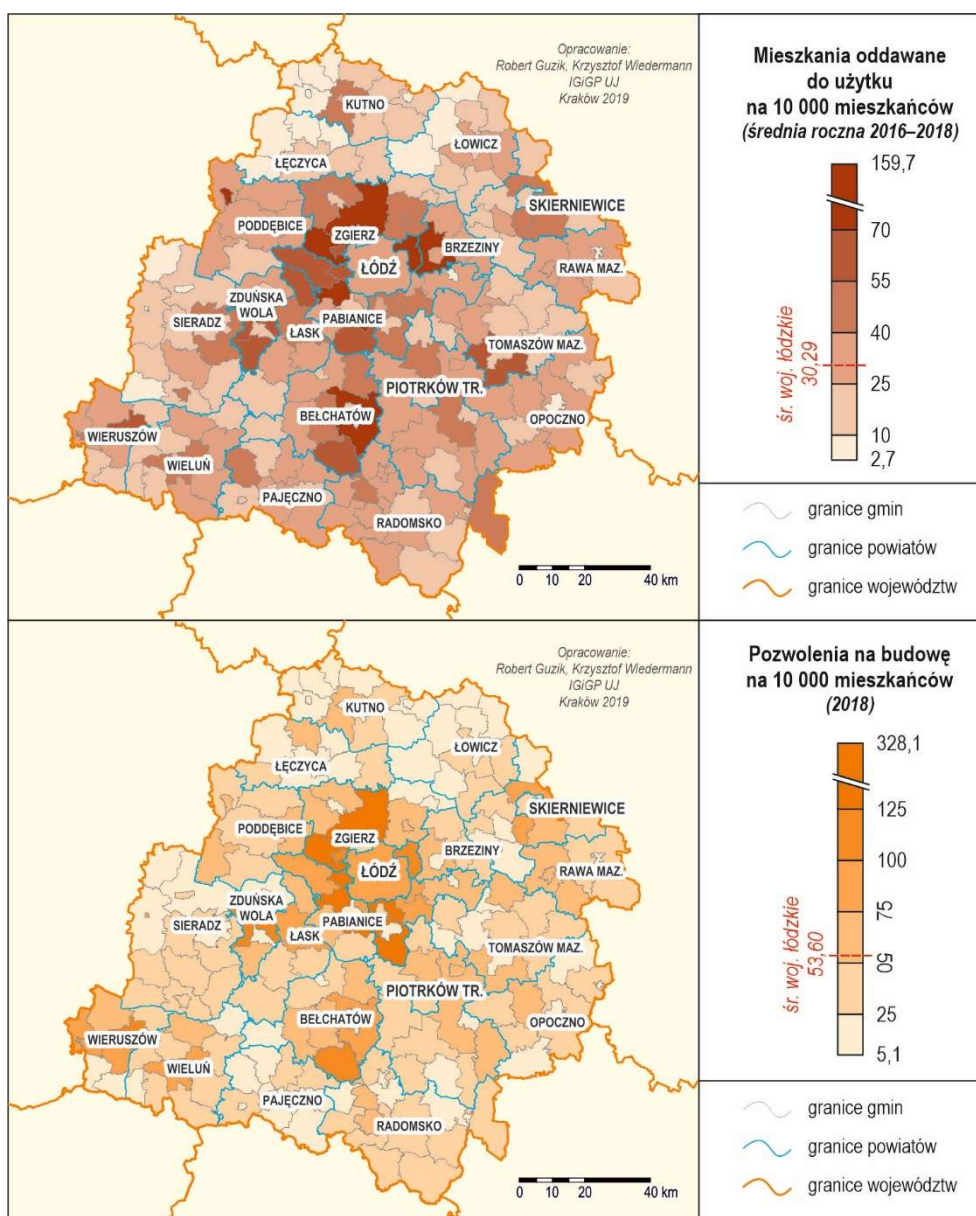 Opracowanie:
Robert Guzik, Krzysztof Wiedermann
IGiGP UJ
Kraków 2019
KUTNO
ŁOWICZ
ŁĘCZYCA
SKIERNIEWICE
PODDĘBICE
ZGIERZ
BRZEZINY
ŁÓDŹ
RAWA MAZ.
ZDUŃSKA
WOLA
SIERADZ
ŁASK
PABIANICE
TOMASZÓW MAZ.
PIOTRKÓW TR.
BEŁCHATÓW
OPOCZNO
WIERUSZÓW
WIELUŃ
PAJĘCZNO
RADOMSKO
0 10 20 40 km
Mieszkania oddawane
do użytku
na 10 000 mieszkańców
(średnia roczna 2016–2018)
159,7
70
55
40
25
10
2,7
śr. woj. łódzkie
30,29
granice gmin
granice powiatów
granice województw
Opracowanie:
Robert Guzik, Krzysztof Wiedermann
IGiGP UJ
Kraków 2019
KUTNO
ŁOWICZ
ŁĘCZYCA
SKIERNIEWICE
PODDĘBICE
ZGIERZ
BRZEZINY
ŁÓDŹ
RAWA MAZ.
ZDUŃSKA
WOLA
SIERADZ
ŁASK
PABIANICE
TOMASZÓW MAZ.
PIOTRKÓW TR.
BEŁCHATÓW
OPOCZNO
WIERUSZÓW
WIELUŃ
PAJĘCZNO
RADOMSKO
0 10 20 40 km
Pozwolenia na budowę
na 10 000 mieszkańców
(2018)
328,1
125
100
75
50
25
5,1
śr. woj. łódzkie
53,60
granice gmin
granice powiatów
granice województw